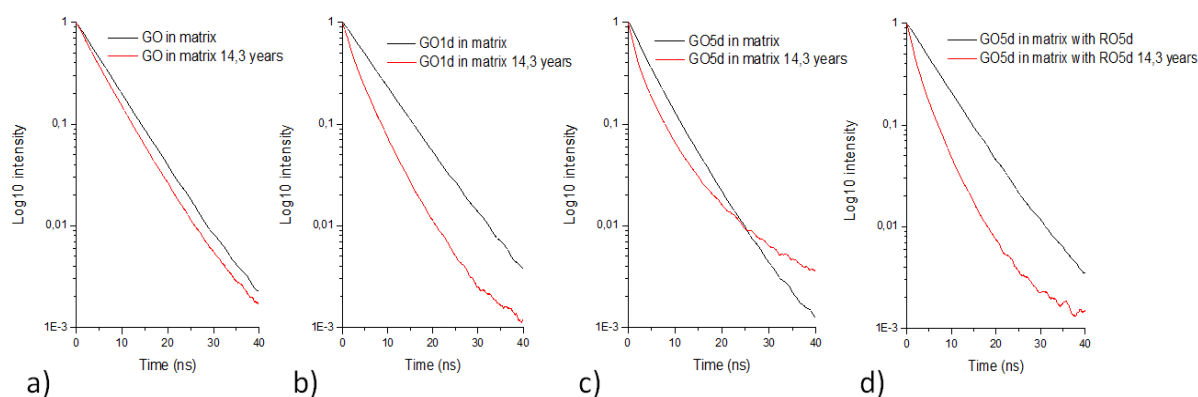 GO in matrix
GO in matrix 14,3 years
1
0,1
0,01
1E-3
Log10 intensity
0
10
20
30
40
Time (ns)
a)
GO1d in matrix
GO1d in matrix 14,3 years
1
0,1
0,01
1E-3
Log10 intensity
0
10
20
30
40
Time (ns)
b)
GO5d in matrix
GO5d in matrix 14,3 years
1
0,1
0,01
1E-3
Log10 intensity
0
10
20
30
40
Time (ns)
c)
GO5d in matrix with RO5d
GO5d in matrix with RO5d 14,3 years
1
0,1
0,01
1E-3
Log10 intensity
0
10
20
30
40
Time (ns)
d)